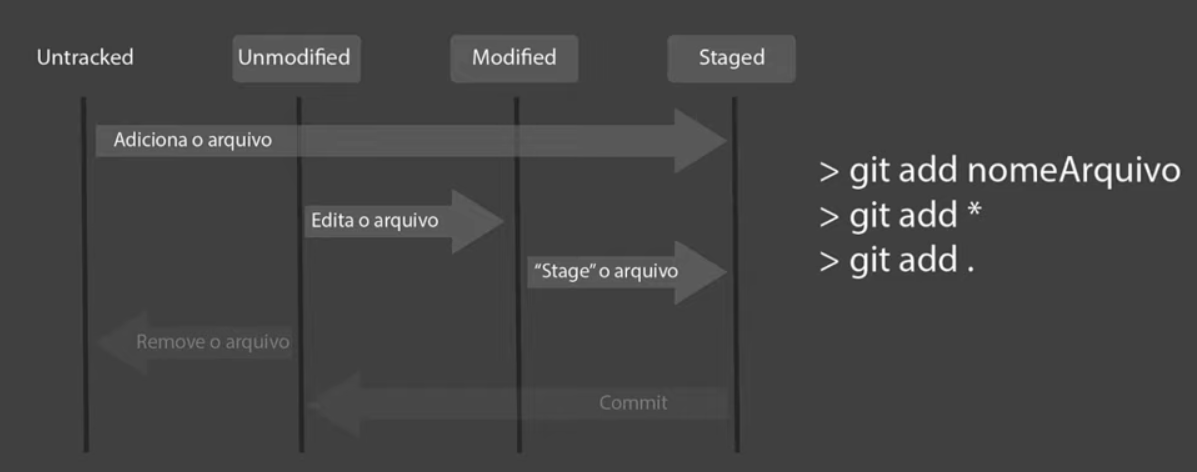 Untracked
Unmodified
Modified
Staged
Adiciona o arquivo
Edita o arquivo
“Stage” o arquivo
Remove o arquivo
Commit
> git add nomeArquivo
> git add *
> git add .